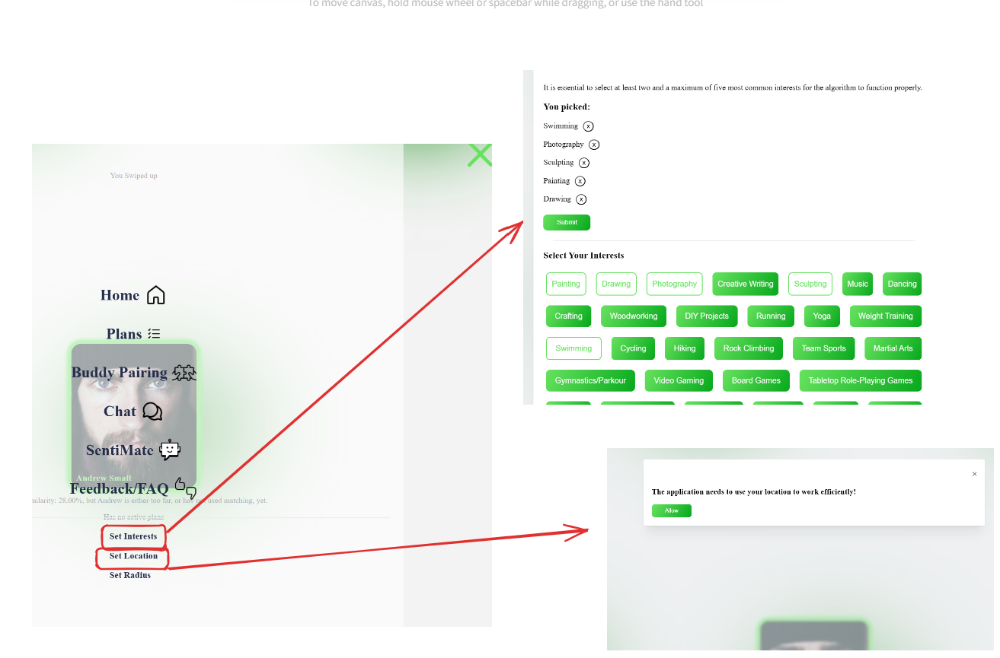 To move canvas, hold mouse wheel or spacebar while dragging, or use the hand tool
You Swiped up
Home
Plans
Buddy Pairing
Chat
SentiMate
Andrew Small
Feedback/FAQ
milarity: 28.00%, but Andrew is either too far, or has not used matching, yet.
Has no active plans
Set Interests
Set Location
Set Radius
It is essential to select at least two and a maximum of five most common interests for the algorithm to function properly.
You picked:
Swimming x
Photography x
Sculpting x
Painting x
Drawing x
Submit
Select Your Interests
Painting Drawing Photography Creative Writing Sculpting Music Dancing
Crafting Woodworking DIY Projects Running Yoga Weight Training
Swimming Cycling Hiking Rock Climbing Team Sports Martial Arts
Gymnastics/Parkour Video Gaming Board Games Tabletop Role-Playing Games
×
The application needs to use your location to work efficiently!
Allow